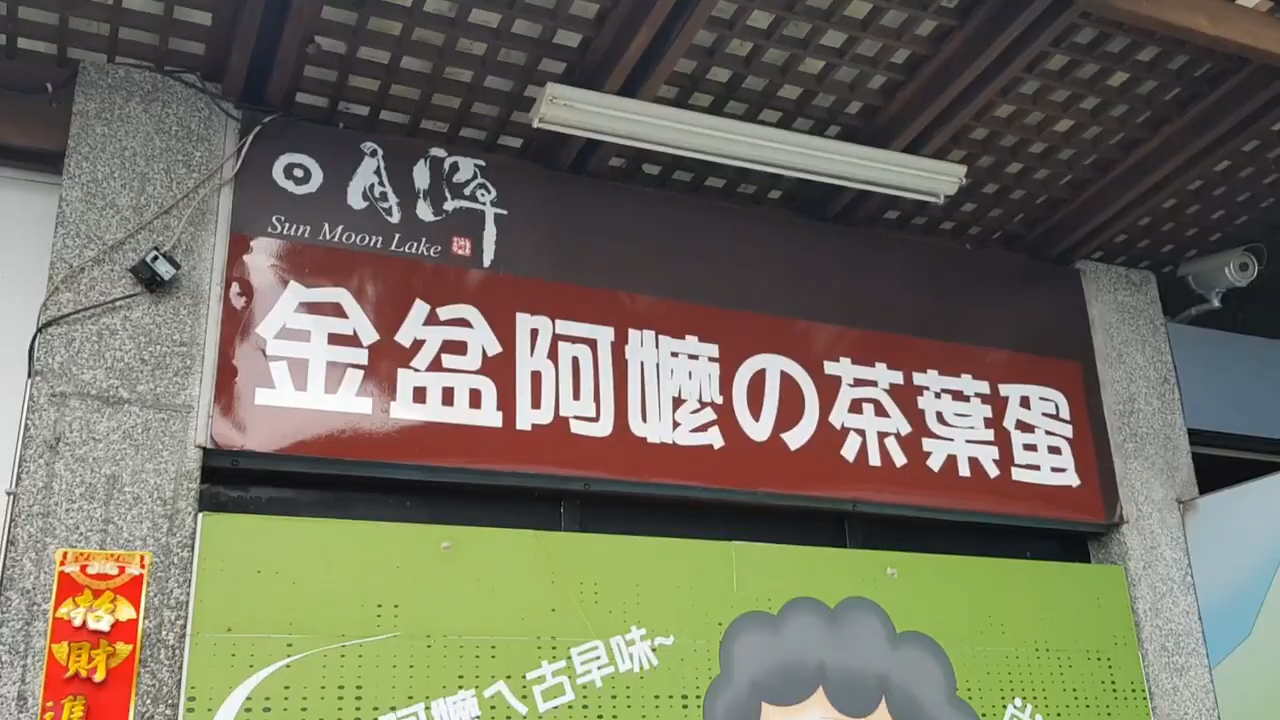 日月潭
Sun Moon Lake
金盆阿嬤の茶葉蛋
招財進
阿嬤ㄟ古早味~